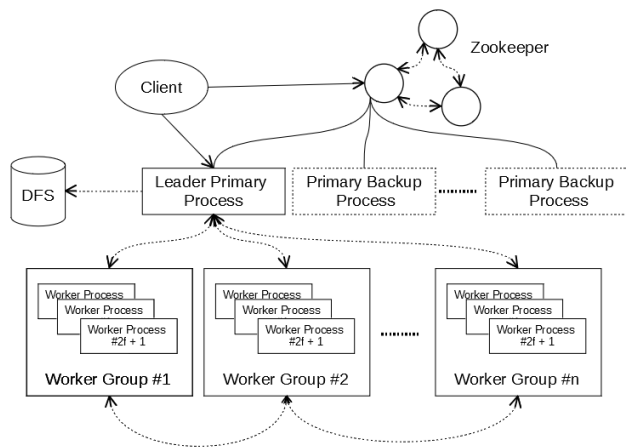 Zookeeper
Client
DFS
Leader Primary
Process
Primary Backup
Process
Primary Backup
Process
Worker Process
Worker Process
Worker Process
#2f + 1
Worker Group #1
Worker Process
Worker Process
Worker Process
#2f + 1
Worker Group #2
Worker Process
Worker Process
Worker Process
#2f + 1
Worker Group #n